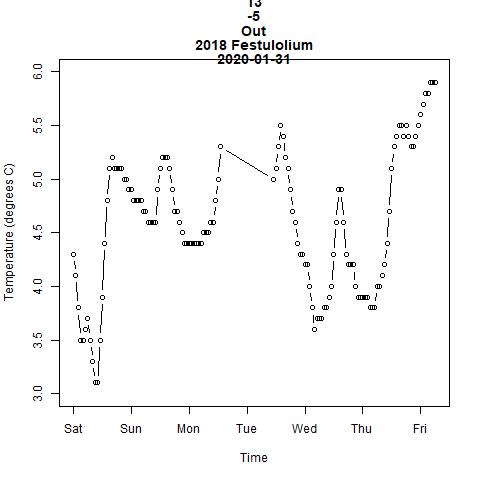 13
-5
Out
2018 Festulolium
2020-01-31
6.0
5.5
5.0
4.5
4.0
3.5
3.0
Temperature (degrees C)
Sat Sun Mon Tue Wed Thu Fri
Time